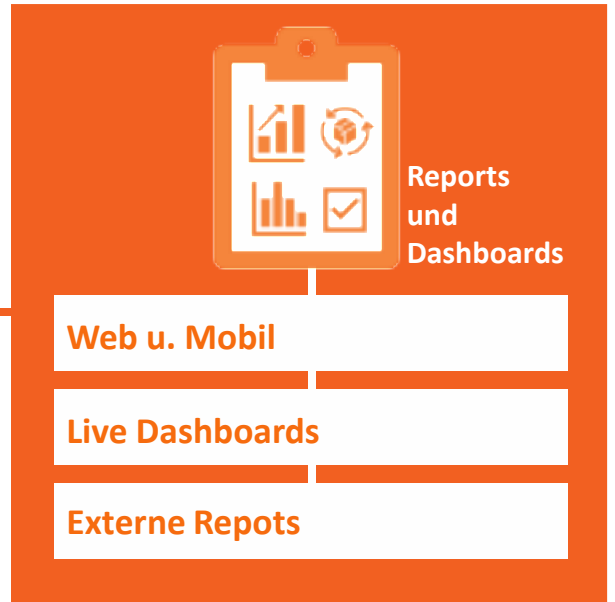 Reports
und
Dashboards
Web u. Mobil
Live Dashboards
Externe Repots